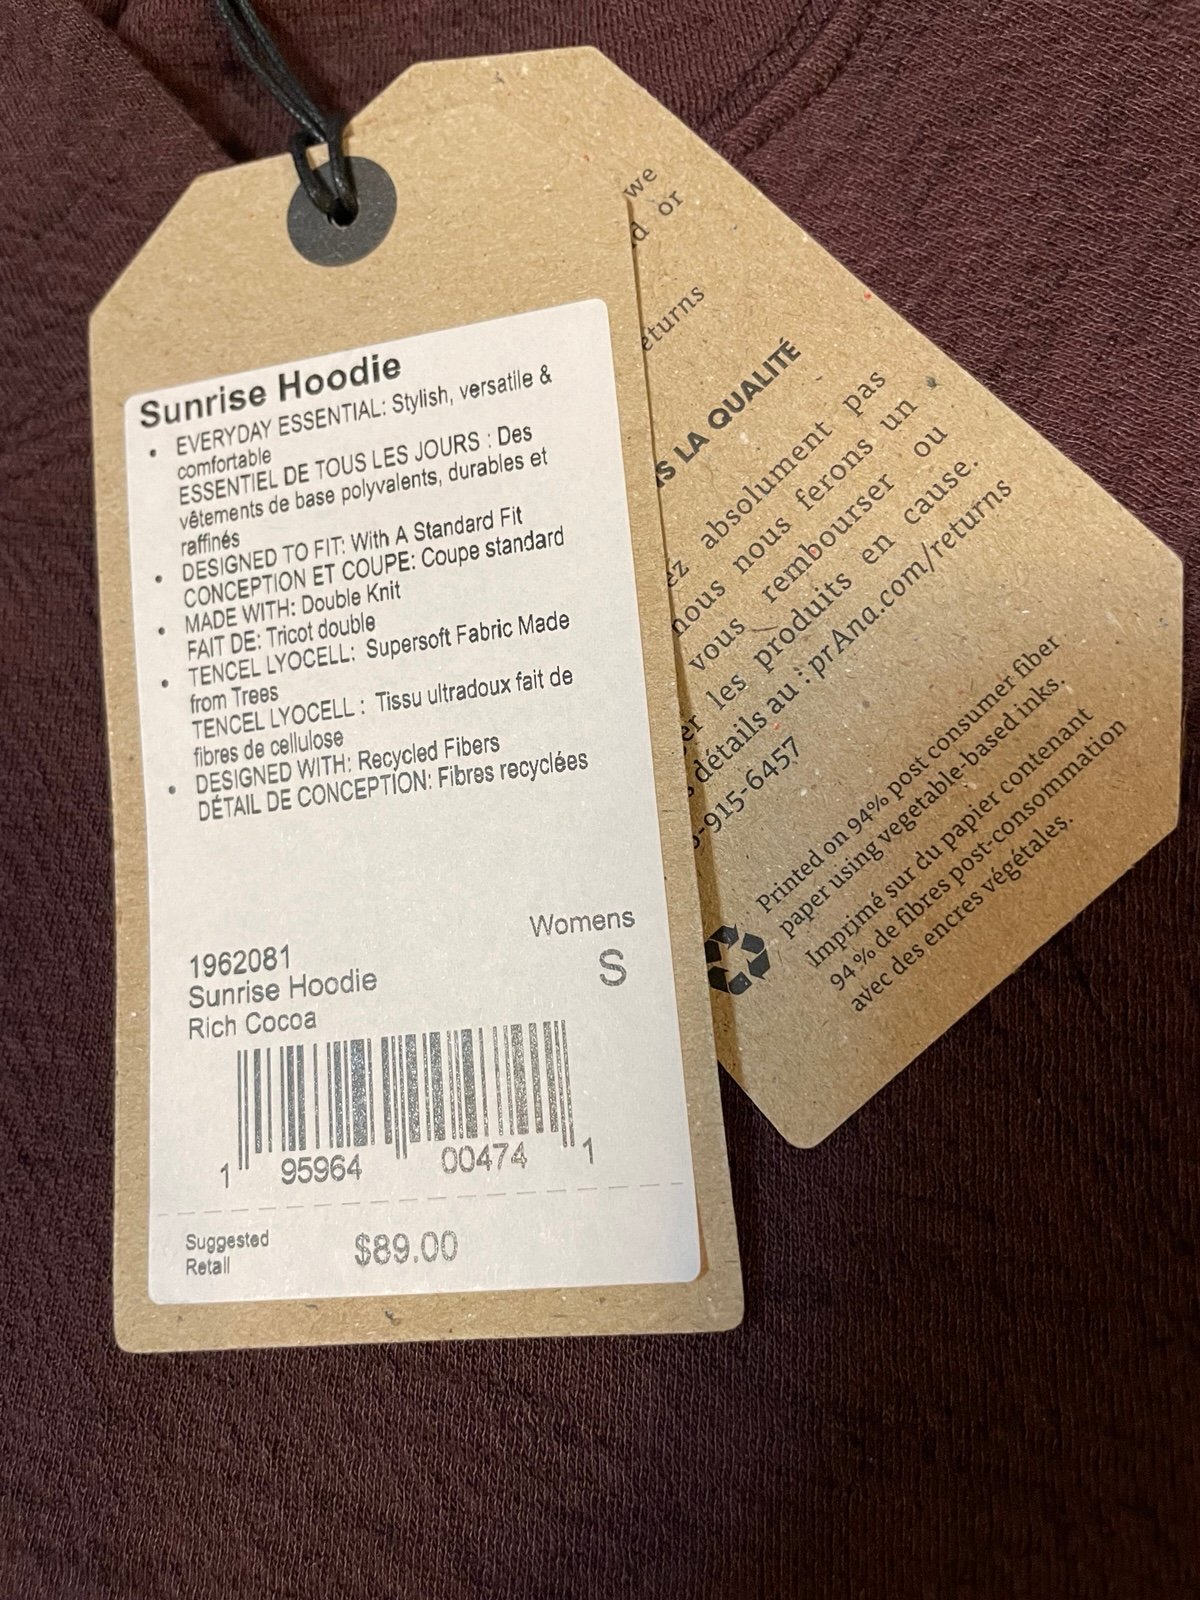 Sunrise Hoodie
• EVERYDAY ESSENTIAL: Stylish, versatile &
comfortable
ESSENTIEL DE TOUS LES JOURS : Des
vêtements de base polyvalents, durables et
raffinés
• DESIGNED TO FIT: With A Standard Fit
CONCEPTION ET COUPE: Coupe standard
• MADE WITH: Double Knit
FAIT DE: Tricot double
• TENCEL LYOCELL: Supersoft Fabric Made
from Trees
TENCEL LYOCELL : Tissu ultradoux fait de
fibres de cellulose
• DESIGNED WITH: Recycled Fibers
DÉTAIL DE CONCEPTION: Fibres recyclées
Womens
S
1962081
Sunrise Hoodie
Rich Cocoa
1 95964 00474 1
Suggested
Retail
$89.00
we
or
LA QUALITÉ
absolument pas
nous nous ferons un
vous rembourser ou
les produits en cause.
détails au : prAna.com/returns
-915-6457
Printed on 94% post consumer fiber
paper using vegetable-based inks.
Imprimé sur du papier contenant
94 % de fibres post-consommation
avec des encres végétales.